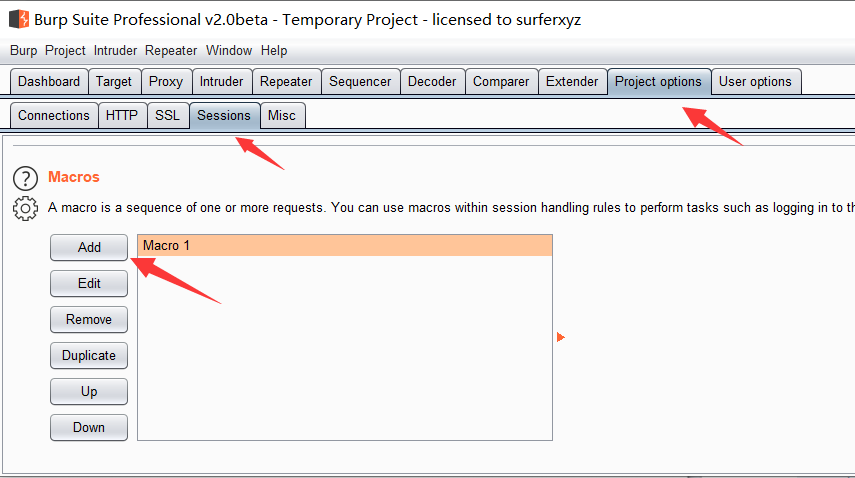 Burp Suite Professional v2.0beta - Temporary Project - licensed to surferxyz
Burp Project Intruder Repeater Window Help
Dashboard Target Proxy Intruder Repeater Sequencer Decoder Comparer Extender Project options User options
Connections HTTP SSL Sessions Misc
? Macros
A macro is a sequence of one or more requests. You can use macros within session handling rules to perform tasks such as logging in to
Add Macro 1
Edit
Remove
Duplicate
Up
Down